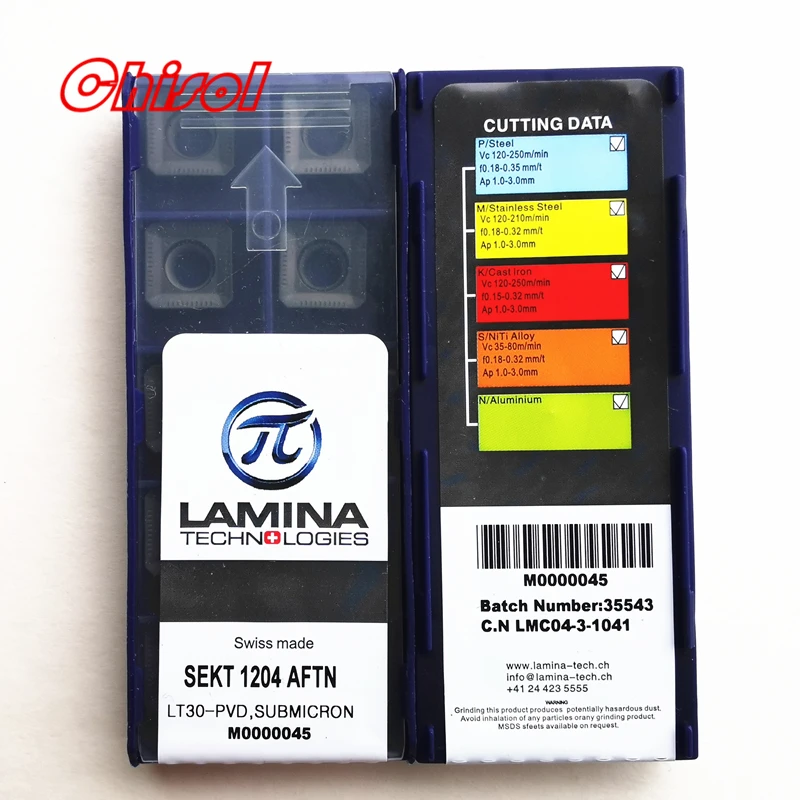 Chisol
π
LAMINA
TECHNOLOGIES
Swiss made
SEKT 1204 AFTN
LT30-PVD,SUBMICRON
M0000045
CUTTING DATA
P/Steel
Vc 120-250m/min
f0.18-0.35 mm/t
Ap 1.0-3.0mm
M/Stainless Steel
Vc 120-210m/min
f0.18-0.32 mm/t
Ap 1.0-3.0mm
K/Cast Iron
Vc 120-250m/min
f0.15-0.32 mm/t
Ap 1.0-3.0mm
S/NiTi Alloy
Vc 35-80m/min
f0.18-0.32 mm/t
Ap 1.0-3.0mm
N/Aluminium
M0000045
Batch Number:35543
C.N LMC04-3-1041
www.lamina-tech.ch
info@lamina-tech.ch
+41 24 423 5555
WARNING
Grinding this product produces potentially hasardous dust.
Avoid inhalation of any particles orany grinding product.
MSDS sfeets available on request.